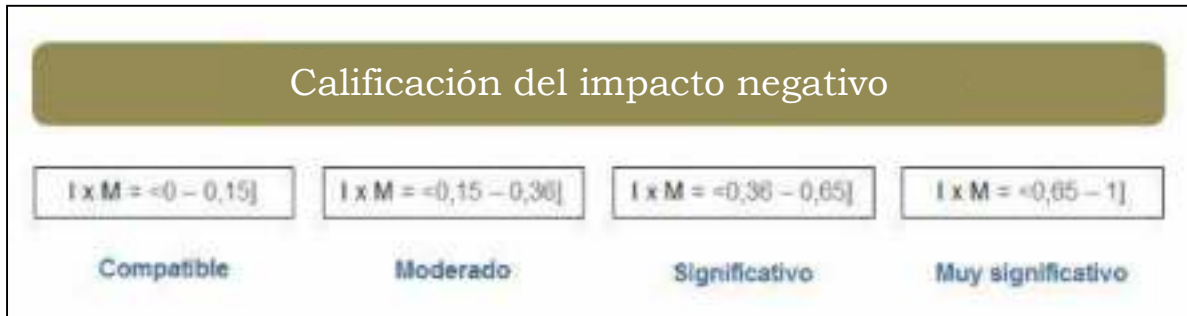 Calificación del impacto negativo
I x M = <0 – 0,15]
I x M = <0,15 – 0,36]
I x M = <0,36 – 0,65]
I x M = <0,65 – 1]
Compatible
Moderado
Significativo
Muy significativo